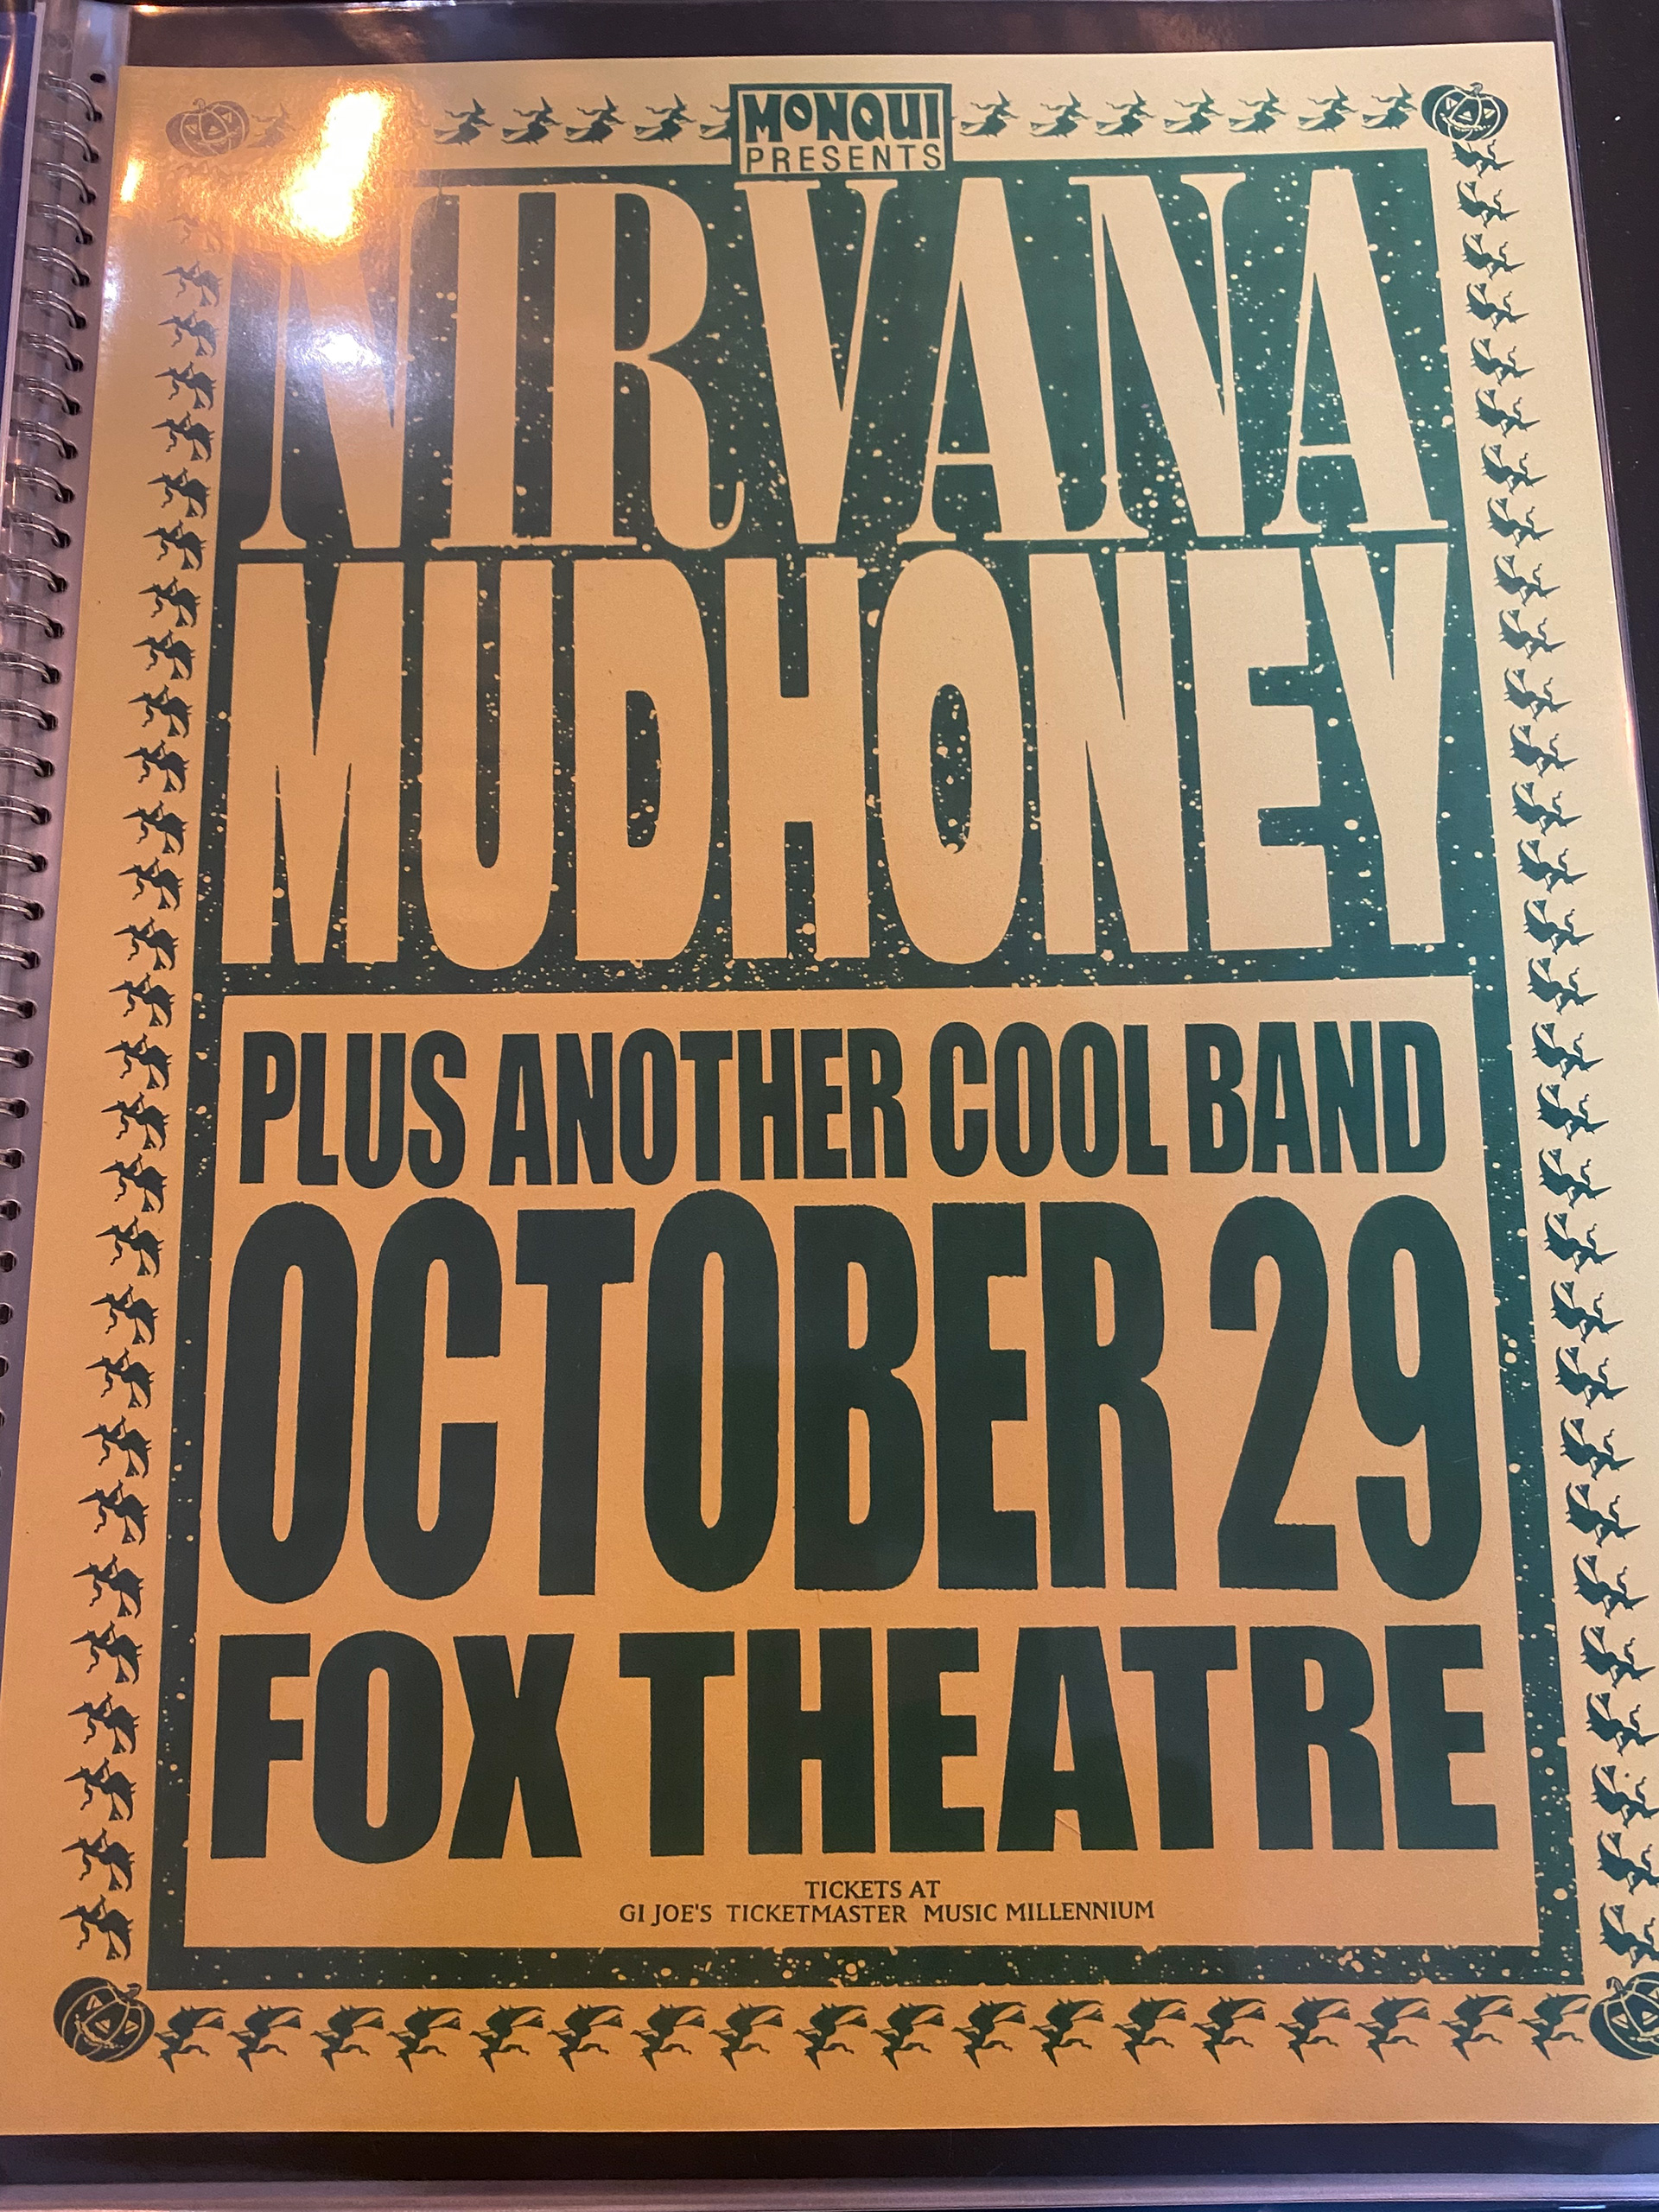 MONQUI
PRESENTS
NIRVANA
MUDHONEY
PLUS ANOTHER COOL BAND
OCTOBER 29
FOX THEATRE
TICKETS AT
GI JOE'S TICKETMASTER MUSIC MILLENNIUM